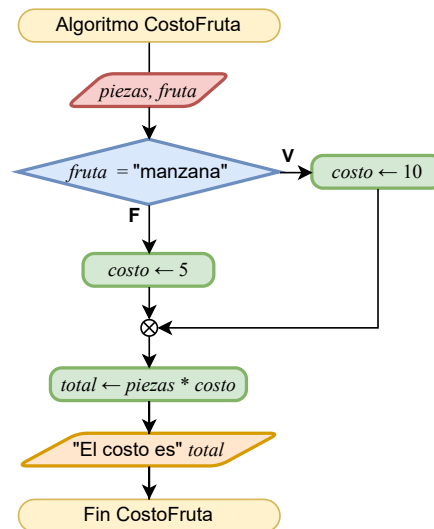 Algoritmo CostoFruta
piezas, fruta
fruta = "manzana"
V
costo ← 10
F
costo ← 5
total ← piezas * costo
"El costo es" total
Fin CostoFruta